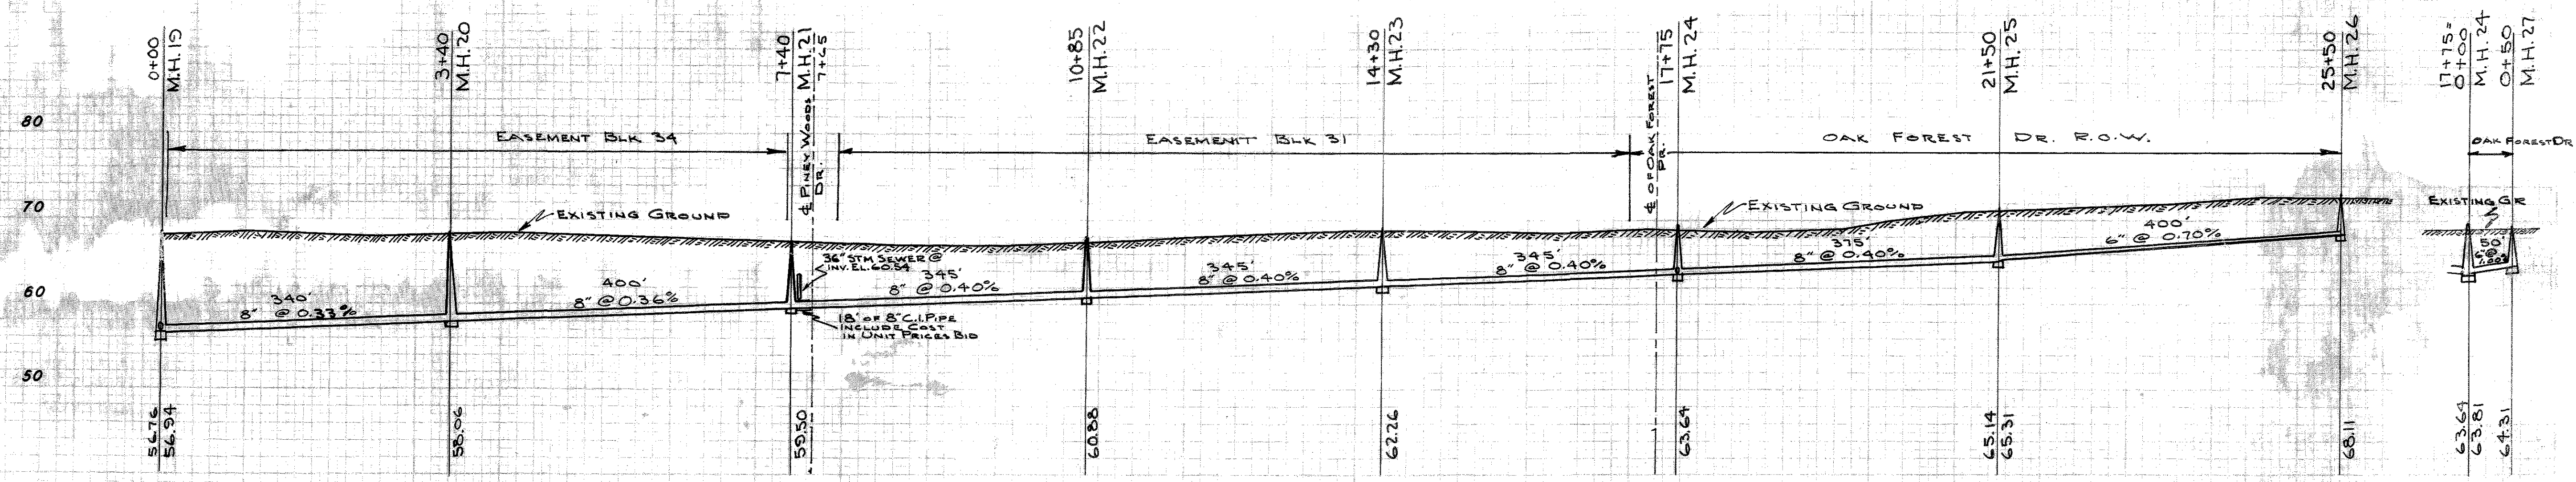 0+00
M.H.19
3+40
M.H.20
7+40
M.H.21
7+65
10+85
M.H.22
14+30
M.H.23
17+75
M.H.24
21+50
M.H.25
25+50
M.H.26
17+75=
0+00
M.H.24
0+50
M.H.27
80
70
60
50
EASEMENT BLK 34
℄ PINEY WOODS
DR.
EASEMENT BLK 31
℄ OF OAK FOREST
DR.
OAK FOREST DR. R.O.W.
OAK FOREST DR
EXISTING GROUND
EXISTING GROUND
EXISTING GR
340'
8" @ 0.33%
400'
8" @ 0.36%
36" STM SEWER @
INV. EL. 60.54
345'
8" @ 0.40%
18' OF 8" C.I. PIPE
INCLUDE COST
IN UNIT PRICES BID
345'
8" @ 0.40%
345'
8" @ 0.40%
375'
8" @ 0.40%
400'
6" @ 0.70%
50'
6" @
1.00%
56.76
56.94
58.06
59.50
60.88
62.26
63.64
65.14
65.31
68.11
63.64
63.81
64.31